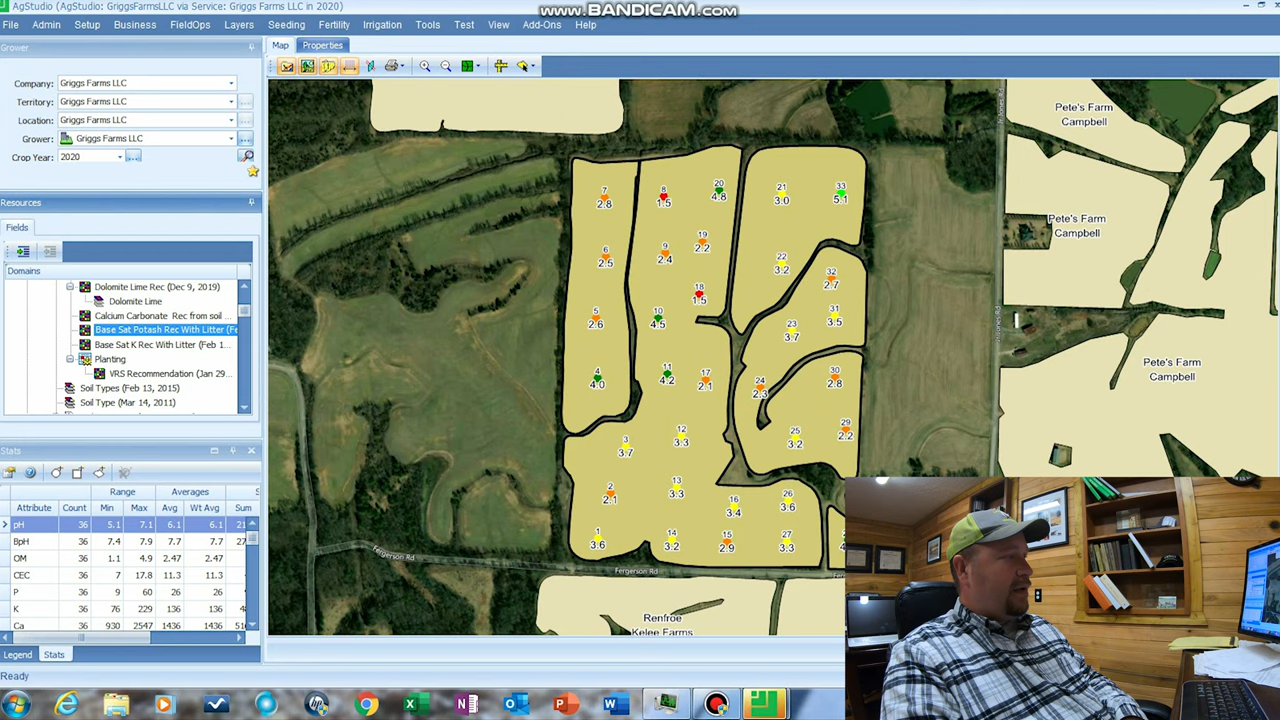 AgStudio (AgStudio: GriggsFarmsLLC via Service: Griggs Farms LLC in 2020)
www.BANDICAM.com
File Admin Setup Business FieldOps Layers Seeding Fertility Irrigation Tools Test View Add-Ons Help
Grower
Company: Griggs Farms LLC
Territory: Griggs Farms LLC
Location: Griggs Farms LLC
Grower: Griggs Farms LLC
Crop Year: 2020
Resources
Fields
Domains
Dolomite Lime Rec (Dec 9, 2019)
Dolomite Lime
Calcium Carbonate Rec from soil ...
Base Sat Potash Rec With Litter (Fe
Base Sat K Rec With Litter (Feb 1...
Planting
VRS Recommendation (Jan 29...
Soil Types (Feb 13, 2015)
Soil Type (Mar 14, 2011)
Stats
Range Averages S
Attribute Count Min Max Avg Wt Avg Sum
pH 36 5.1 7.1 6.1 6.1 21
BpH 36 7.4 7.9 7.7 7.7 27
OM 36 1.1 4.9 2.47 2.47
CEC 36 7 17.8 11.3 11.3
P 36 9 56 26 26
K 36 76 229 136 136 48
Ca 36 930 2547 1436 1436
Legend Stats
Ready
Map Properties
7
2.8
8
1.5
20
4.8
21
3.0
33
5.1
6
2.5
9
2.4
19
2.2
22
3.2
32
2.7
5
2.6
10
4.5
18
1.5
23
3.7
31
3.5
4
4.0
11
4.2
17
2.1
24
2.3
30
2.8
3
3.7
12
3.3
25
3.2
29
2.2
2
2.1
13
3.3
16
3.4
26
3.6
1
3.6
14
3.2
15
2.9
27
3.3
Fergerson Rd
Fergerson Rd
Renfroe
Kelee Farms
Pete's Farm
Campbell
Pete's Farm
Campbell
Pete's Farm
Campbell